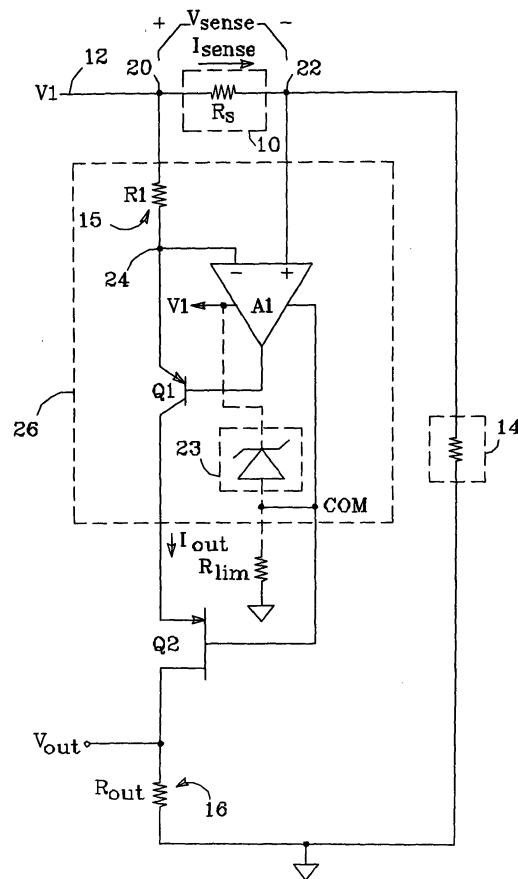 + Vsense −
Isense
12
20
22
V1
Rs
10
R1
15
24
− +
V1
A1
Q1
26
23
14
COM
Iout
Rlim
Q2
Vout
Rout
16